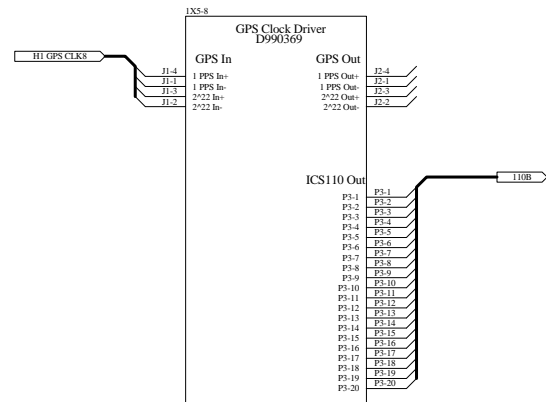 1X5-8
GPS Clock Driver
D990369
H1 GPS CLK8
GPS In
GPS Out
J1-4 1 PPS In+ 1 PPS Out+ J2-4
J1-1 1 PPS In- 1 PPS Out- J2-1
J1-3 2^22 In+ 2^22 Out+ J2-3
J1-2 2^22 In- 2^22 Out- J2-2
ICS110 Out
110B
P3-1 P3-1
P3-2 P3-2
P3-3 P3-3
P3-4 P3-4
P3-5 P3-5
P3-6 P3-6
P3-7 P3-7
P3-8 P3-8
P3-9 P3-9
P3-10 P3-10
P3-11 P3-11
P3-12 P3-12
P3-13 P3-13
P3-14 P3-14
P3-15 P3-15
P3-16 P3-16
P3-17 P3-17
P3-18 P3-18
P3-19 P3-19
P3-20 P3-20